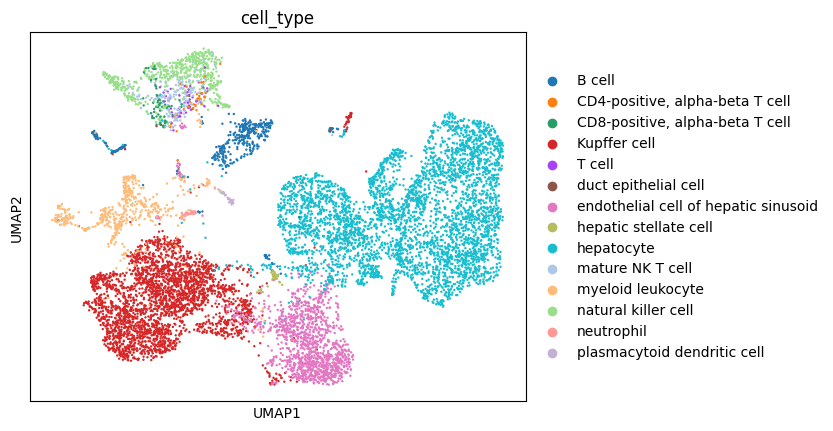 cell_type
UMAP2
UMAP1
B cell
CD4-positive, alpha-beta T cell
CD8-positive, alpha-beta T cell
Kupffer cell
T cell
duct epithelial cell
endothelial cell of hepatic sinusoid
hepatic stellate cell
hepatocyte
mature NK T cell
myeloid leukocyte
natural killer cell
neutrophil
plasmacytoid dendritic cell